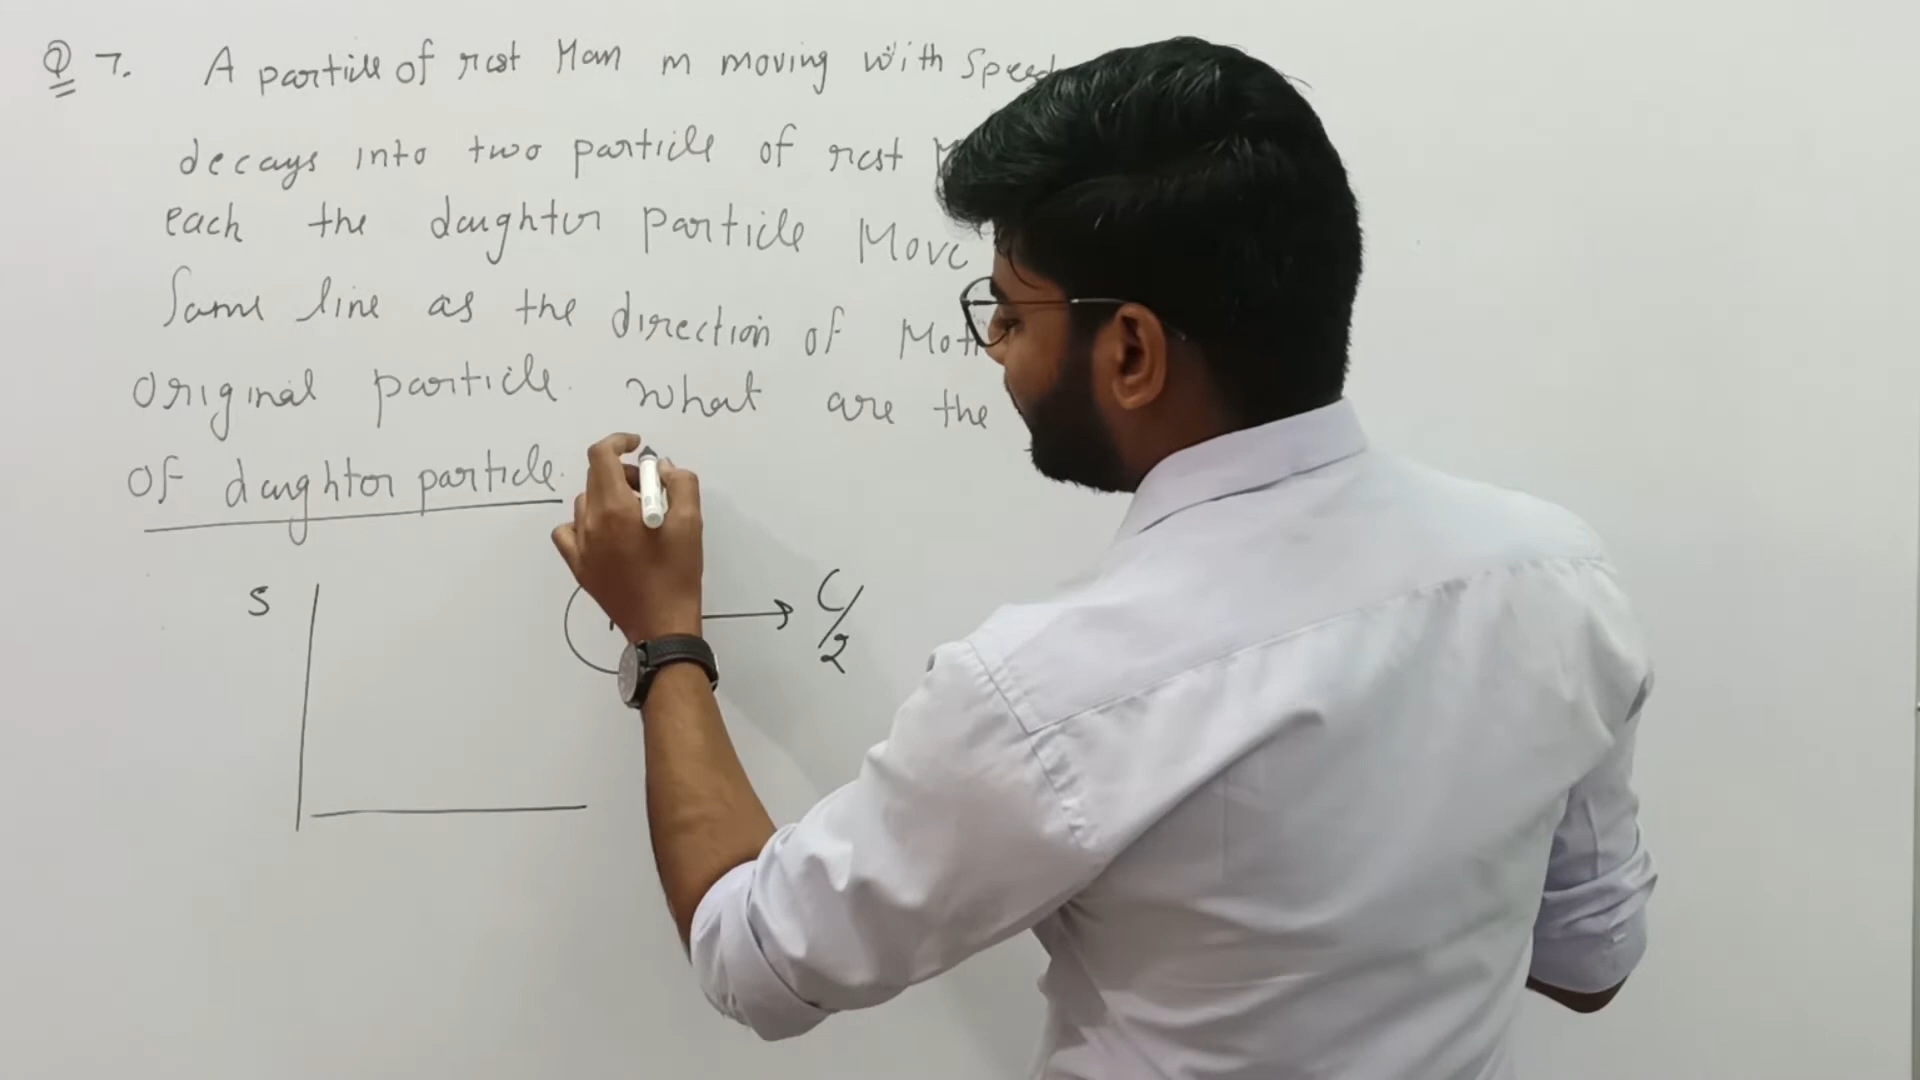 Q 7. A particle of rest Mass m moving with Speed
decays into two particle of rest
each the daughter particle Move
Same line as the direction of
original particle. What are the
of daughter particle.
S
C/2